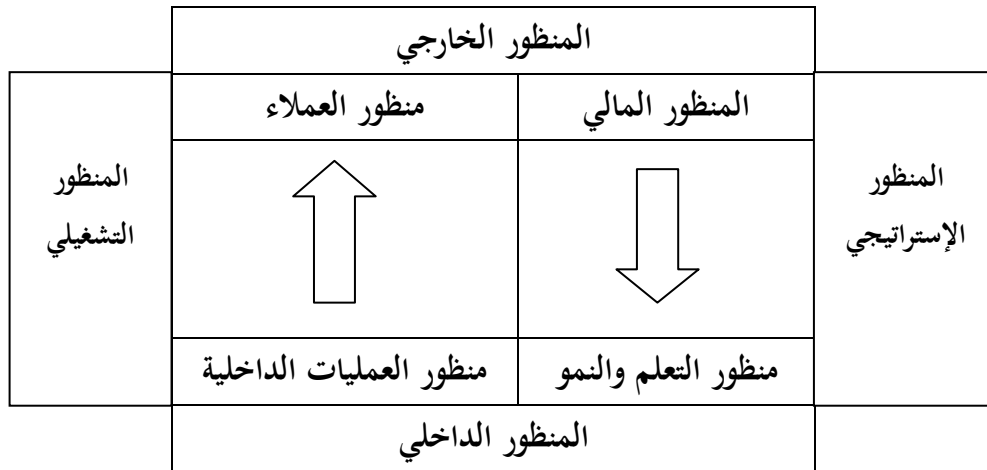 المنظور الخارجي
المنظور المالي
منظور العملاء
المنظور
الإستراتيجي
المنظور
التشغيلي
منظور التعلم والنمو
منظور العمليات الداخلية
المنظور الداخلي